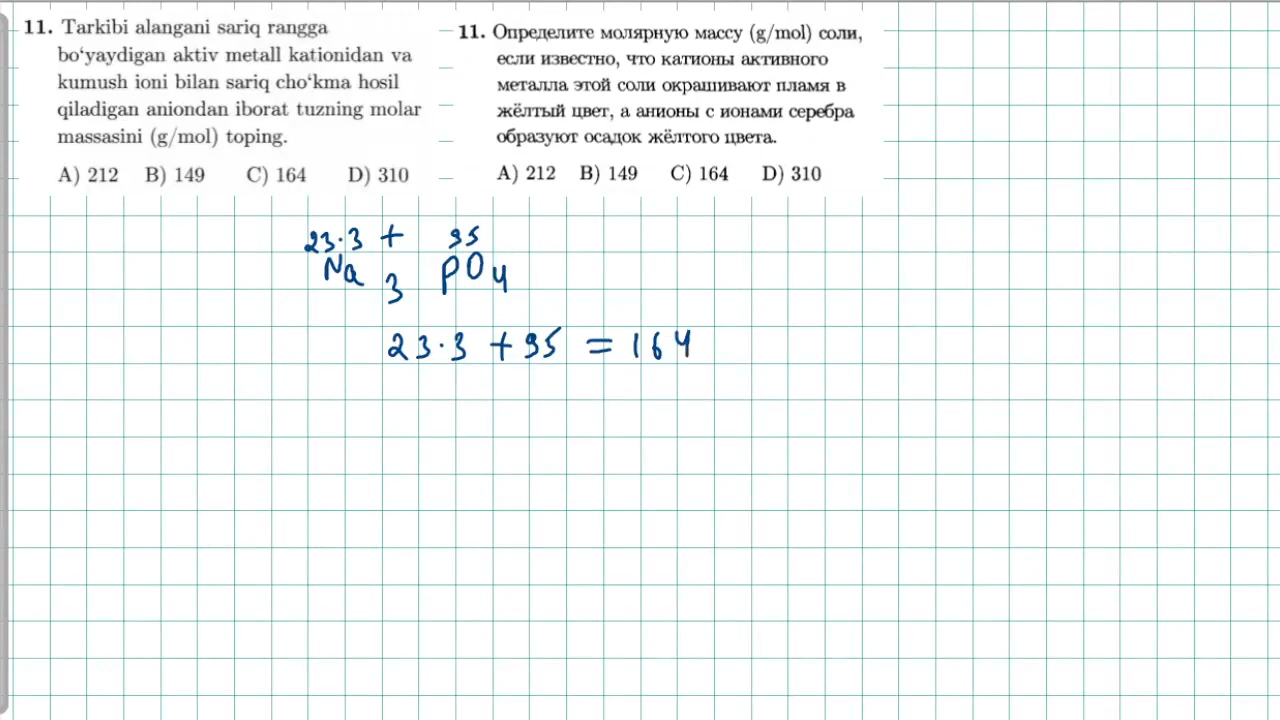 11. Tarkibi alangani sariq rangga
bo‘yaydigan aktiv metall kationidan va
kumush ioni bilan sariq cho‘kma hosil
qiladigan aniondan iborat tuzning molar
massasini (g/mol) toping.
A) 212 B) 149 C) 164 D) 310
11. Определите молярную массу (g/mol) соли,
если известно, что катионы активного
металла этой соли окрашивают пламя в
жёлтый цвет, а анионы с ионами серебра
образуют осадок жёлтого цвета.
A) 212 B) 149 C) 164 D) 310
23·3 + 95
Na3 PO4
23·3 + 95 = 164